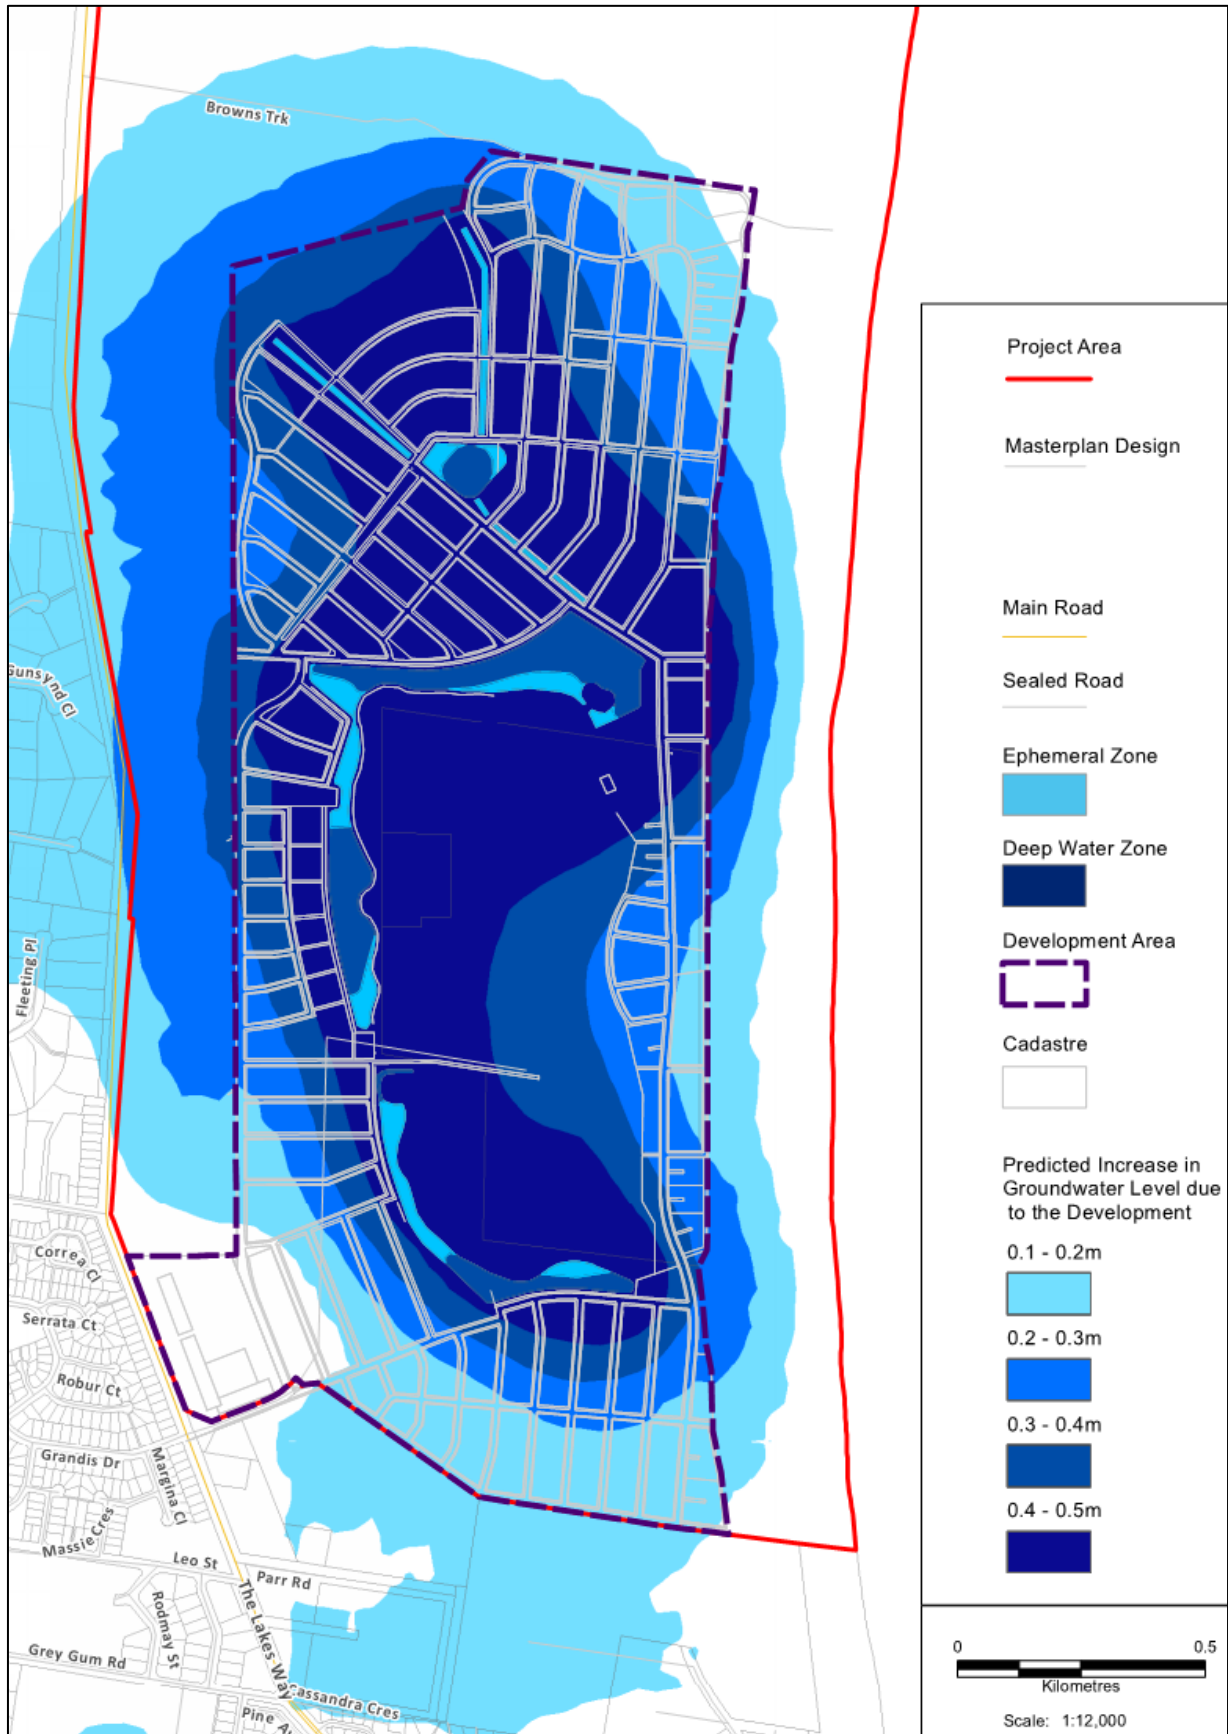 Browns Trk
Gunsynd Cl
Fleeting Pl
Correa Cl
Serrata Ct
Robur Ct
Grandis Dr
Margina Cl
Massie Cres
Leo St
Parr Rd
Rodmay St
The Lakes Way
Grey Gum Rd
Cassandra Cres
Pine
Project Area
Masterplan Design
Main Road
Sealed Road
Ephemeral Zone
Deep Water Zone
Development Area
Cadastre
Predicted Increase in
Groundwater Level due
to the Development
0.1 - 0.2m
0.2 - 0.3m
0.3 - 0.4m
0.4 - 0.5m
0 0.5
Kilometres
Scale: 1:12,000